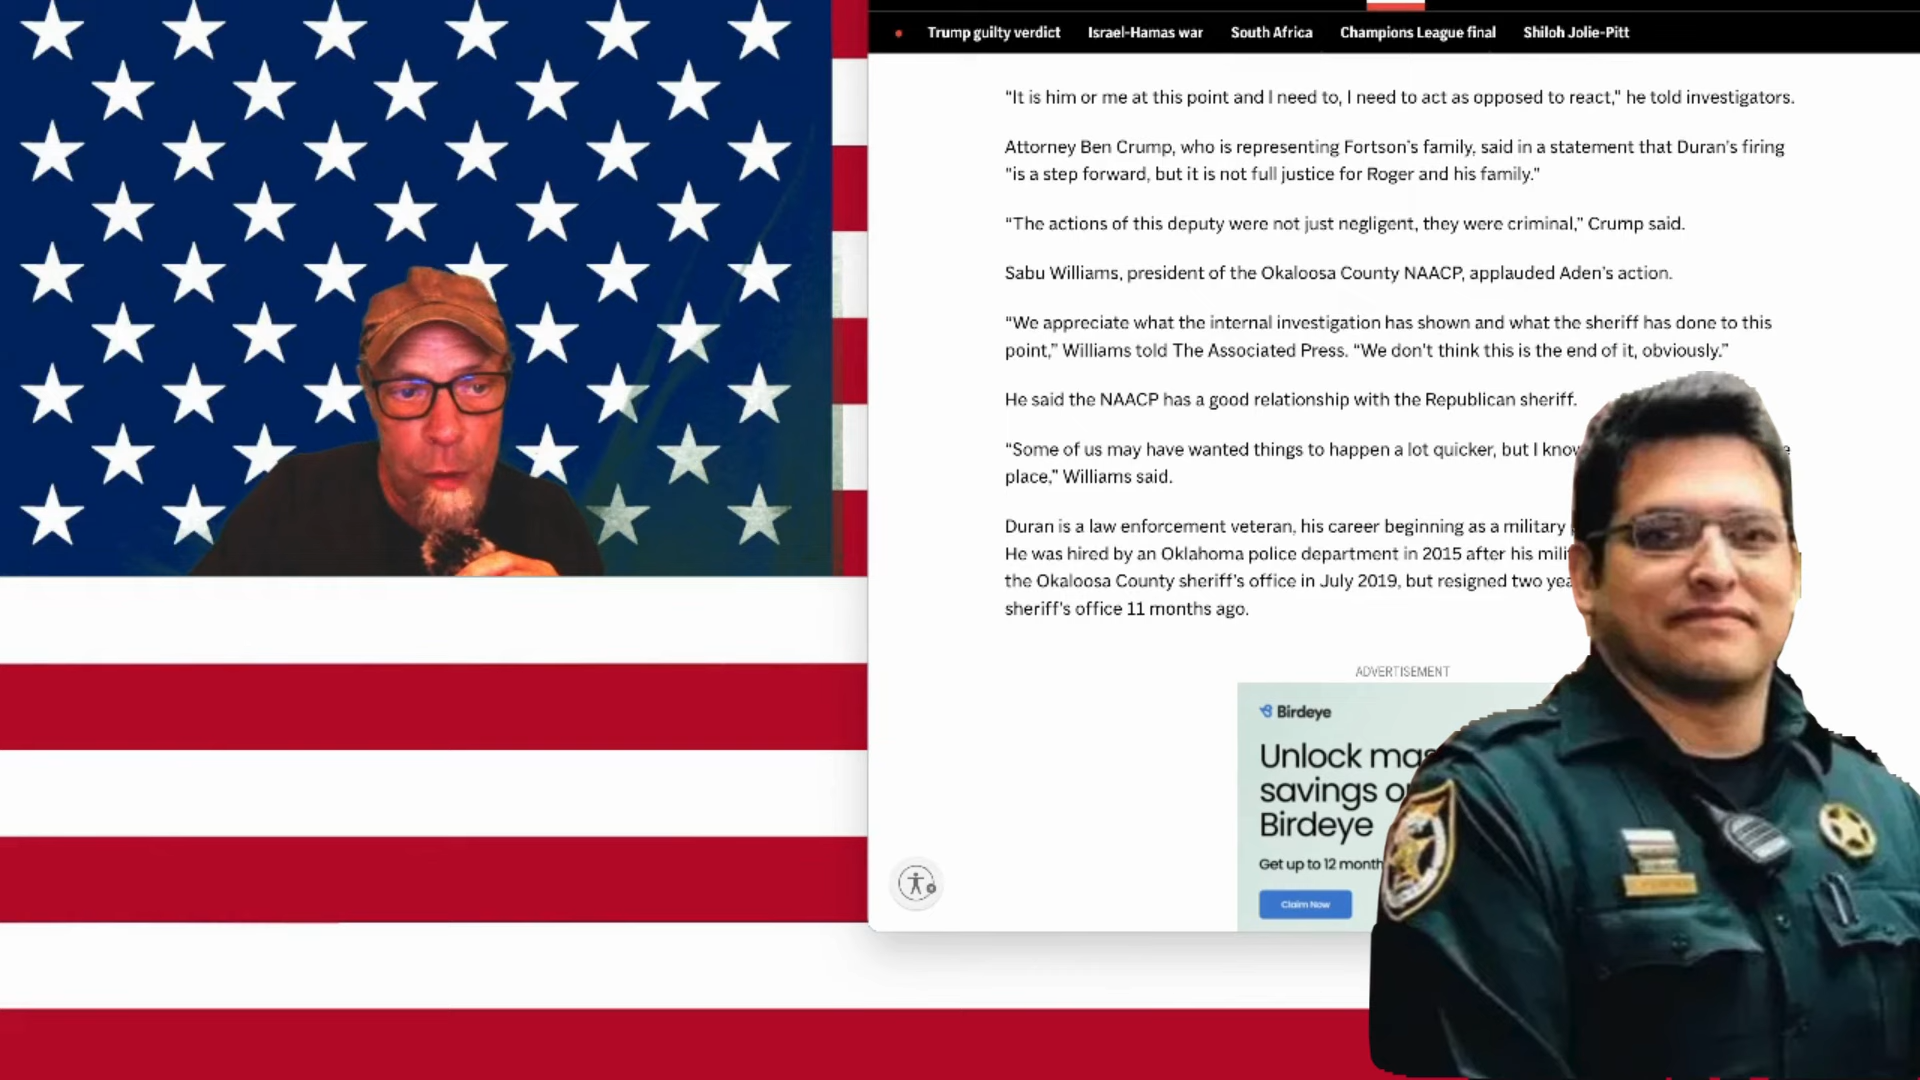 Trump guilty verdict Israel-Hamas war South Africa Champions League final Shiloh Jolie-Pitt
“It is him or me at this point and I need to, I need to act as opposed to react,” he told investigators.
Attorney Ben Crump, who is representing Fortson’s family, said in a statement that Duran’s firing
“is a step forward, but it is not full justice for Roger and his family.”
“The actions of this deputy were not just negligent, they were criminal,” Crump said.
Sabu Williams, president of the Okaloosa County NAACP, applauded Aden’s action.
“We appreciate what the internal investigation has shown and what the sheriff has done to this
point,” Williams told The Associated Press. “We don’t think this is the end of it, obviously.”
He said the NAACP has a good relationship with the Republican sheriff.
“Some of us may have wanted things to happen a lot quicker, but I know
place,” Williams said.
Duran is a law enforcement veteran, his career beginning as a military
He was hired by an Oklahoma police department in 2015 after his mili
the Okaloosa County sheriff’s office in July 2019, but resigned two yea
sheriff’s office 11 months ago.
ADVERTISEMENT
Birdeye
Unlock mas
savings o
Birdeye
Get up to 12 month
Claim Now